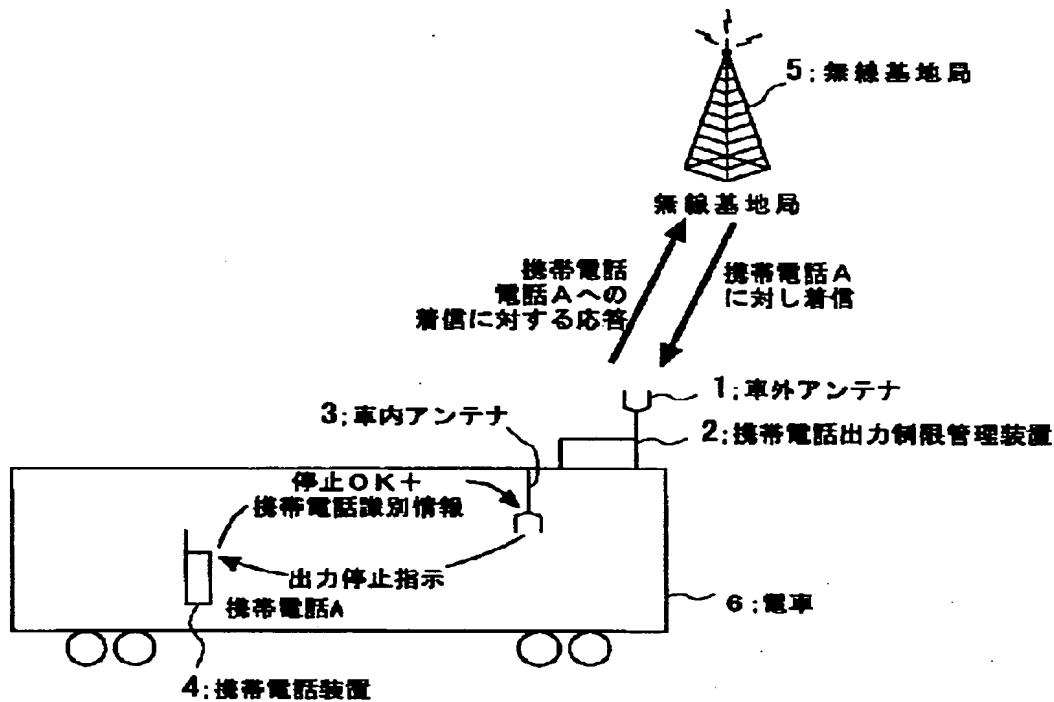 5:無線基地局
無線基地局
携帯電話
電話Aへの
着信に対する応答
携帯電話A
に対し着信
1:車外アンテナ
3:車内アンテナ
2:携帯電話出力制限管理装置
停止OK+
携帯電話識別情報
出力停止指示
携帯電話A
6:電車
4:携帯電話装置